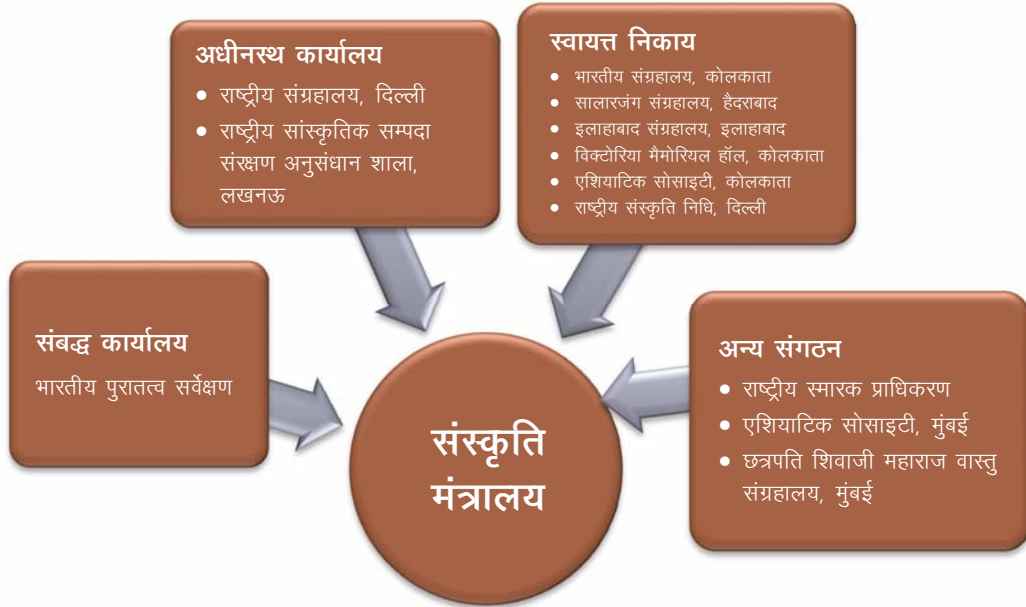 अधीनस्थ कार्यालय
• राष्ट्रीय संग्रहालय, दिल्ली
• राष्ट्रीय सांस्कृतिक सम्पदा
संरक्षण अनुसंधान शाला,
लखनऊ
स्वायत्त निकाय
• भारतीय संग्रहालय, कोलकाता
• सालारजंग संग्रहालय, हैदराबाद
• इलाहाबाद संग्रहालय, इलाहाबाद
• विक्टोरिया मैमोरियल हॉल, कोलकाता
• एशियाटिक सोसाइटी, कोलकाता
• राष्ट्रीय संस्कृति निधि, दिल्ली
संबद्ध कार्यालय
भारतीय पुरातत्व सर्वेक्षण
अन्य संगठन
• राष्ट्रीय स्मारक प्राधिकरण
• एशियाटिक सोसाइटी, मुंबई
• छत्रपति शिवाजी महाराज वास्तु
संग्रहालय, मुंबई
संस्कृति
मंत्रालय